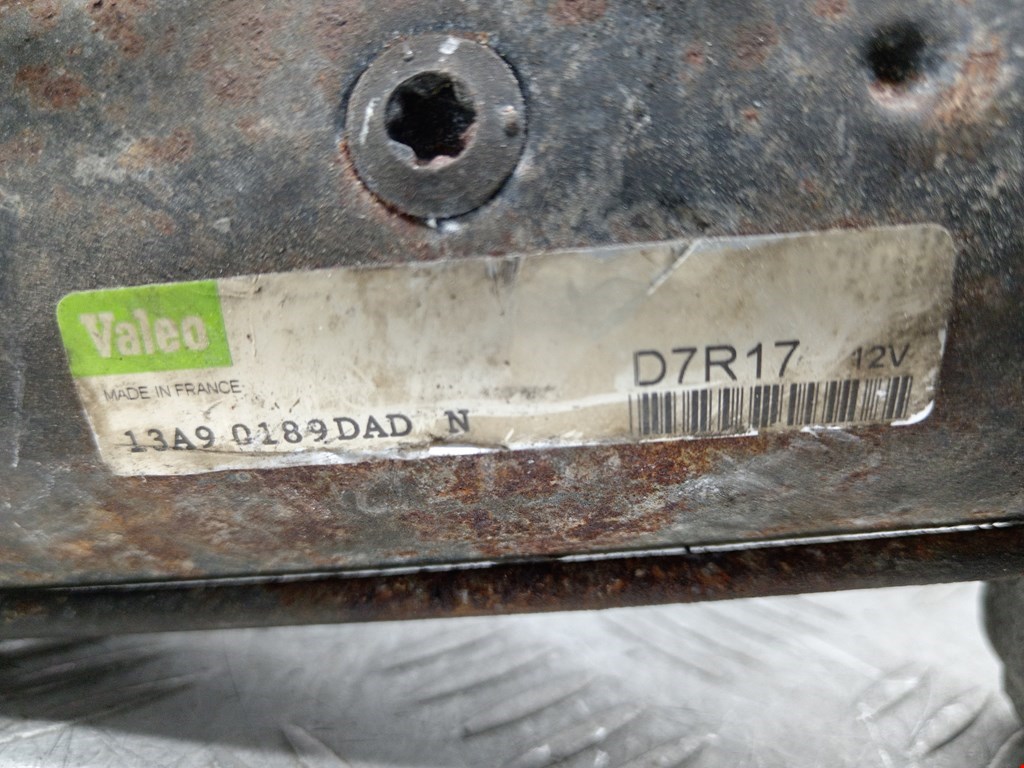 Valeo
MADE IN FRANCE
D7R17 12V
13A9 0189DAD N